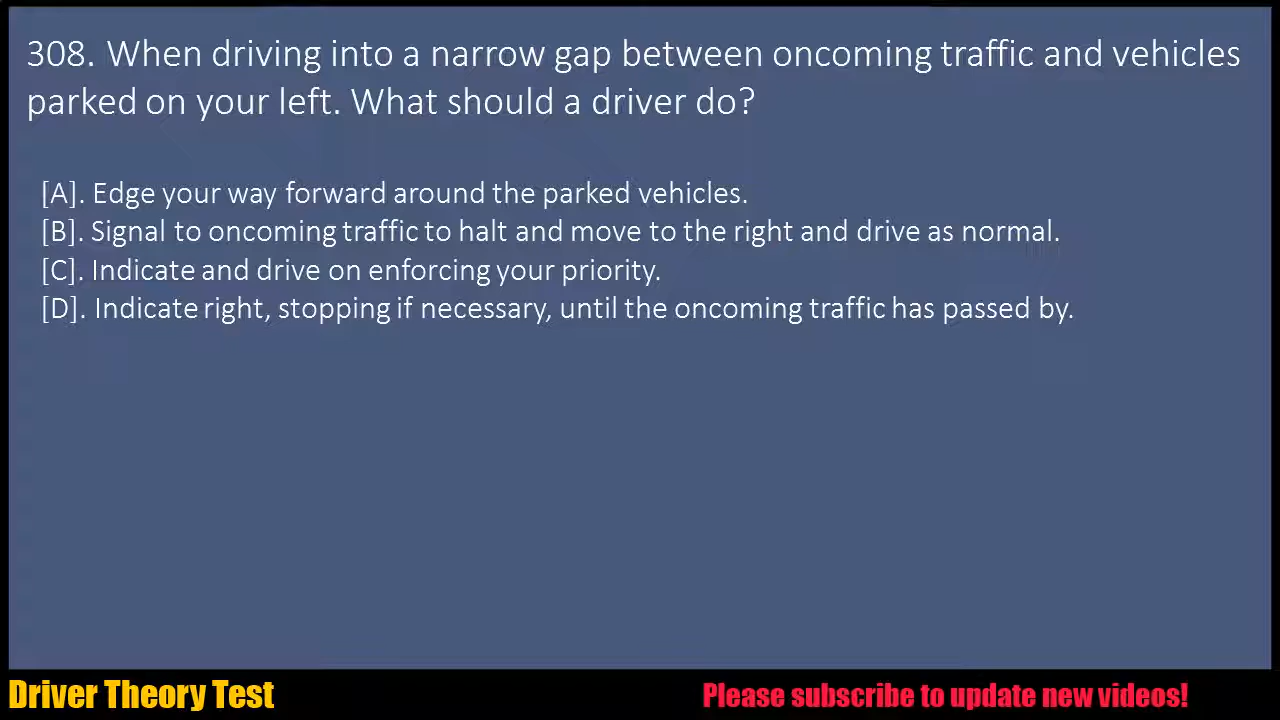 308. When driving into a narrow gap between oncoming traffic and vehicles
parked on your left. What should a driver do?
[A]. Edge your way forward around the parked vehicles.
[B]. Signal to oncoming traffic to halt and move to the right and drive as normal.
[C]. Indicate and drive on enforcing your priority.
[D]. Indicate right, stopping if necessary, until the oncoming traffic has passed by.
Driver Theory Test
Please subscribe to update new videos!